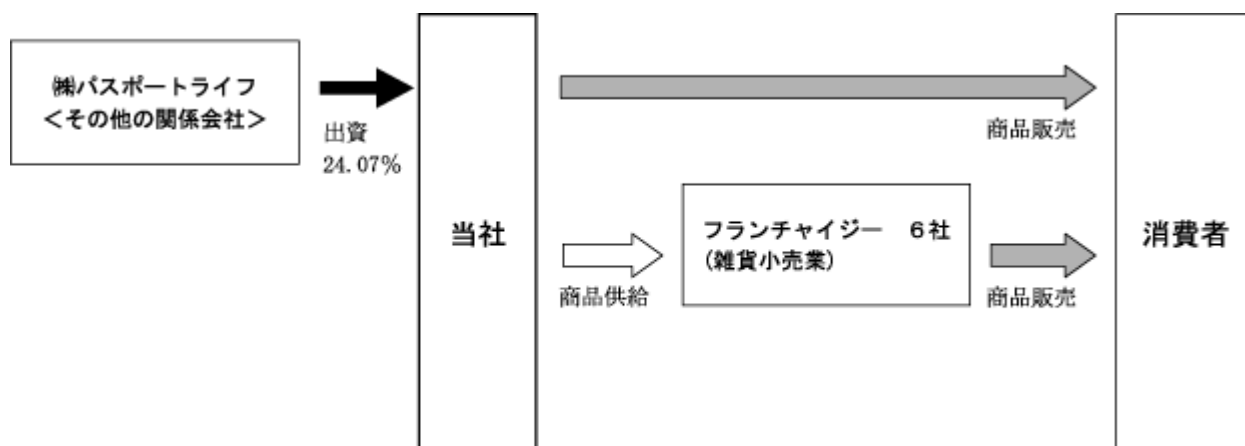 ㈱パスポートライフ
＜その他の関係会社＞
出資
24.07％
当社
商品販売
フランチャイジー　６社
(雑貨小売業)
商品供給
商品販売
消費者